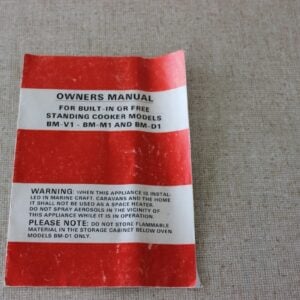 OWNERS MANUAL
FOR BUILT-IN OR FREE
STANDING COOKER MODELS
BM-V1 - BM-M1 AND BM-D1
WARNING: WHEN THIS APPLIANCE IS INSTAL-
LED IN MARINE CRAFT, CARAVANS AND THE HOME
IT SHALL NOT BE USED AS A SPACE HEATER.
DO NOT SPRAY AEROSOLS IN THE VICINITY OF
THIS APPLIANCE WHILE IT IS IN OPERATION.
PLEASE NOTE: DO NOT STORE FLAMMABLE
MATERIAL IN THE STORAGE CABINET BELOW OVEN
MODELS BM-D1 ONLY.